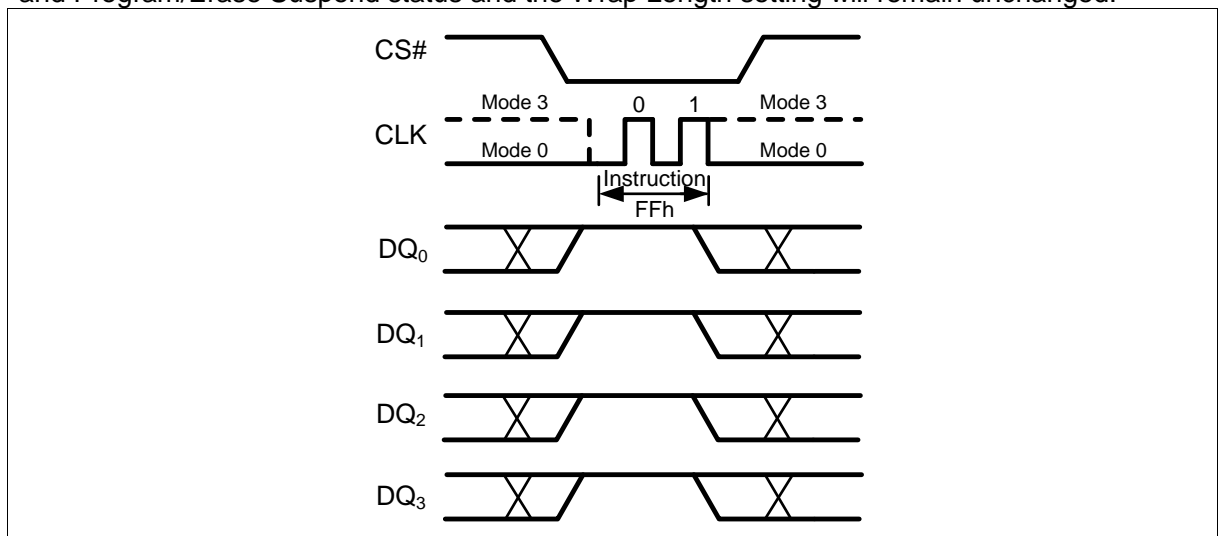 and Program/Erase Suspend status and the Wrap Length setting will remain unchanged.
CS#
Mode 3 0 1 Mode 3
CLK
Mode 0 Mode 0
Instruction
FFh
DQ0
DQ1
DQ2
DQ3